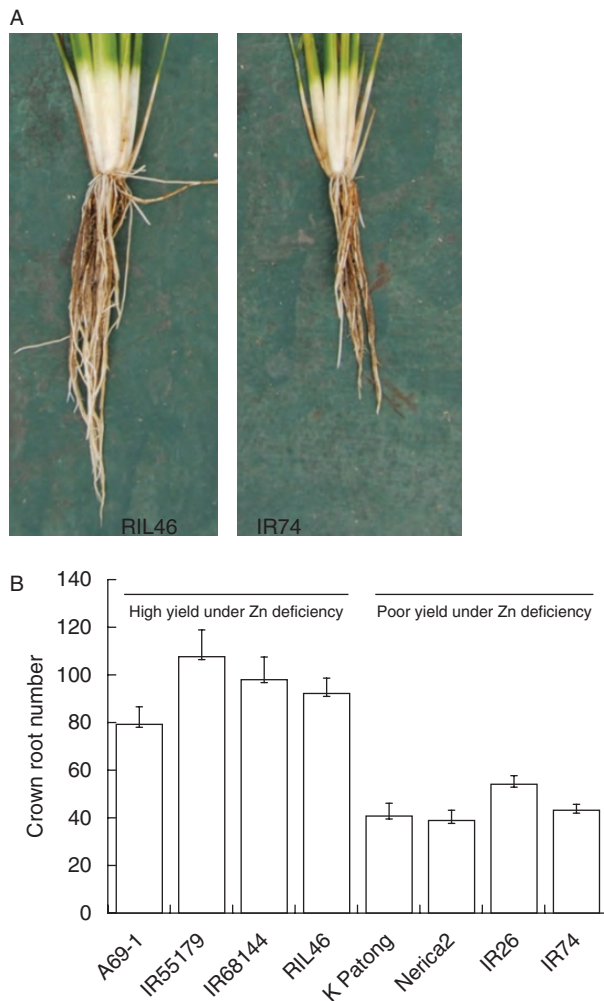 A
RIL46
IR74
B
140
120
100
80
60
40
20
0
Crown root number
High yield under Zn deficiency
Poor yield under Zn deficiency
A69-1
IR55179
IR68144
RIL46
K Patong
Nerica2
IR26
IR74